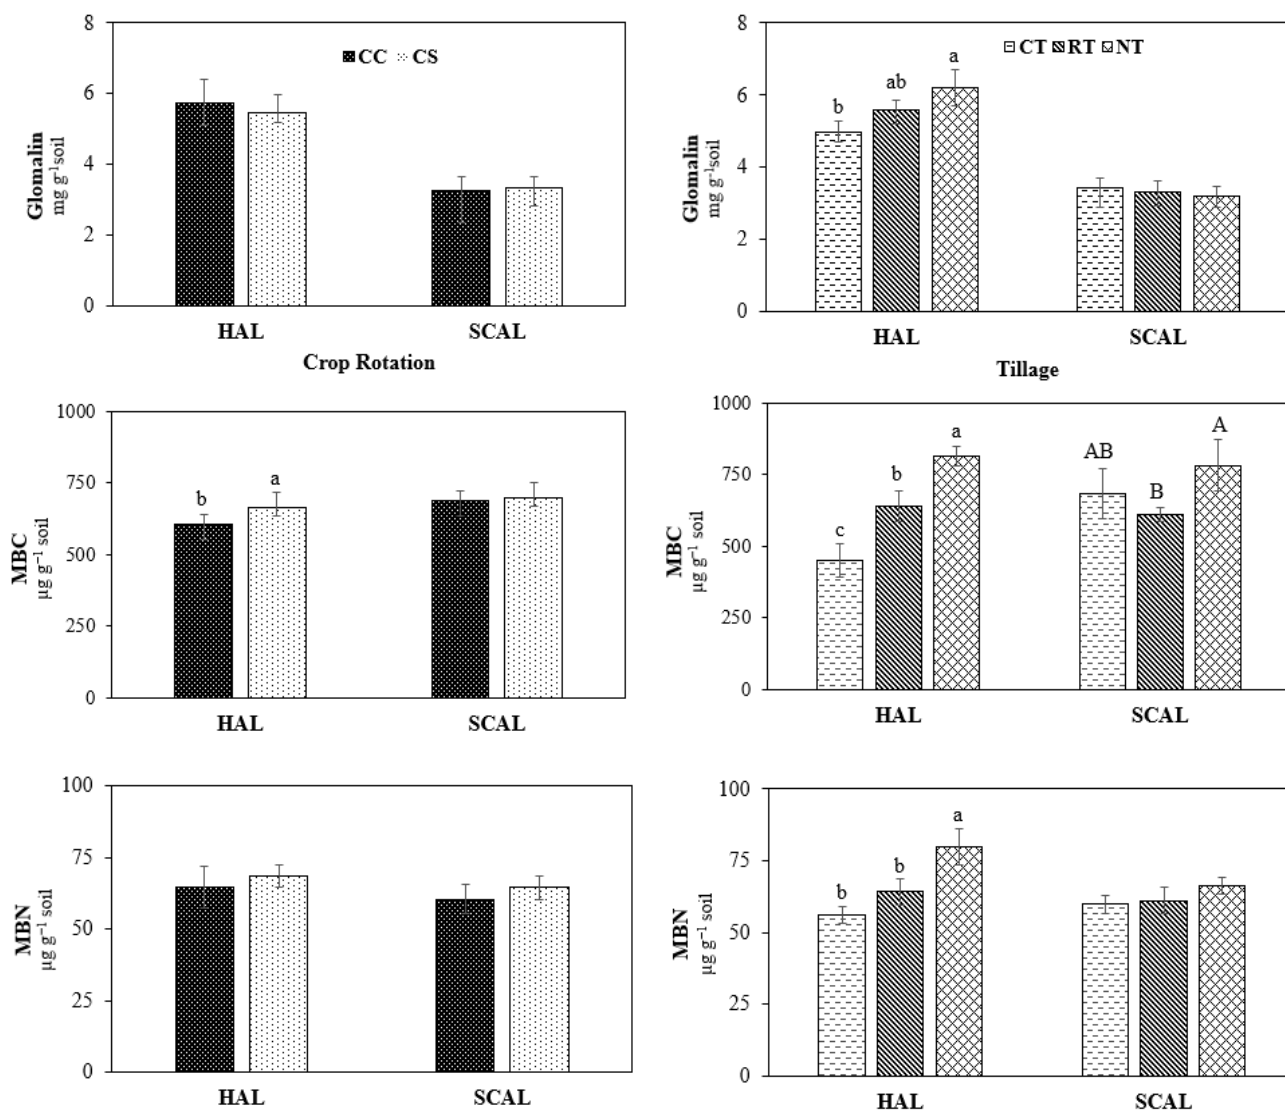 8
6
4
2
0
Glomalin
mg g⁻¹soil
CC CS
HAL SCAL
Crop Rotation
8
6
4
2
0
Glomalin
mg g⁻¹soil
CT RT NT
b ab a
HAL SCAL
Tillage
1000
750
500
250
0
MBC
µg g⁻¹ soil
b a
HAL SCAL
1000
750
500
250
0
MBC
µg g⁻¹ soil
c b a AB B A
HAL SCAL
100
75
50
25
0
MBN
µg g⁻¹ soil
HAL SCAL
100
75
50
25
0
MBN
µg g⁻¹ soil
b b a
HAL SCAL